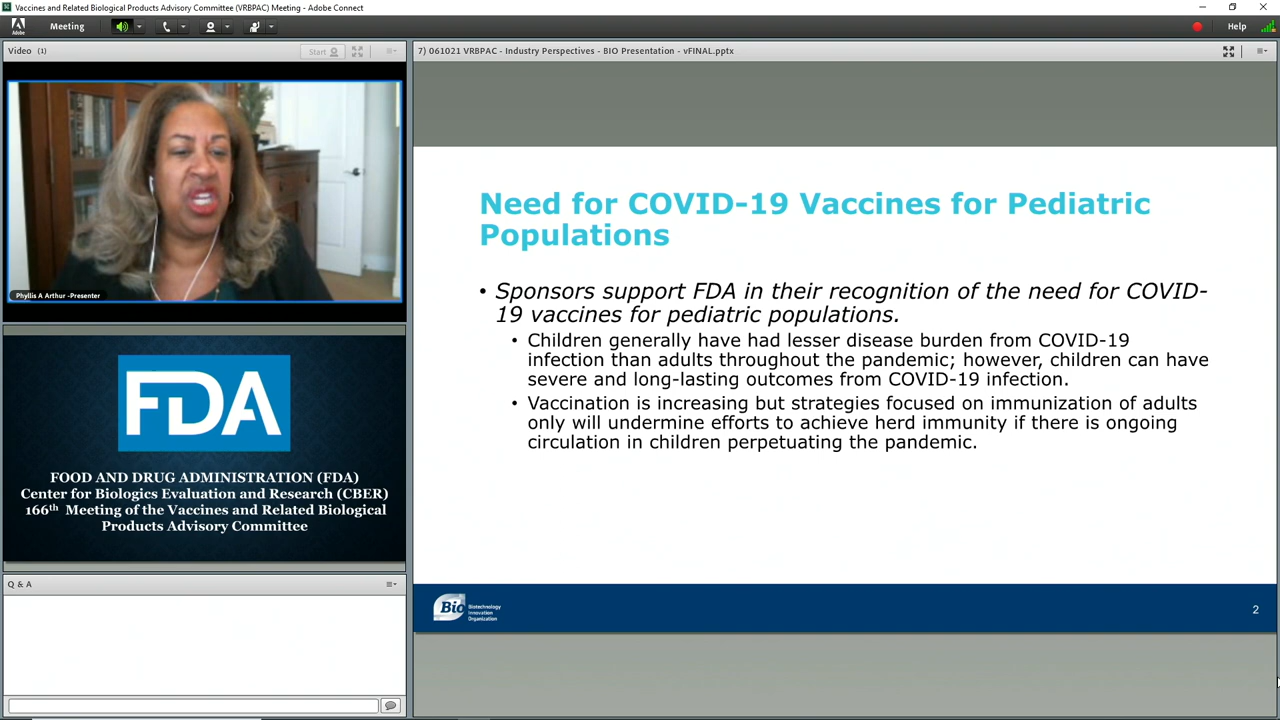 Vaccines and Related Biological Products Advisory Committee (VRBPAC) Meeting - Adobe Connect
Adobe
Meeting
Help
Video (1)
Start
Phyllis A Arthur -Presenter
FDA
FOOD AND DRUG ADMINISTRATION (FDA)
Center for Biologics Evaluation and Research (CBER)
166th Meeting of the Vaccines and Related Biological
Products Advisory Committee
Q & A
7) 061021 VRBPAC - Industry Perspectives - BIO Presentation - vFINAL.pptx
Need for COVID-19 Vaccines for Pediatric
Populations
• Sponsors support FDA in their recognition of the need for COVID-
19 vaccines for pediatric populations.
• Children generally have had lesser disease burden from COVID-19
infection than adults throughout the pandemic; however, children can have
severe and long-lasting outcomes from COVID-19 infection.
• Vaccination is increasing but strategies focused on immunization of adults
only will undermine efforts to achieve herd immunity if there is ongoing
circulation in children perpetuating the pandemic.
Bio
Biotechnology
Innovation
Organization
2